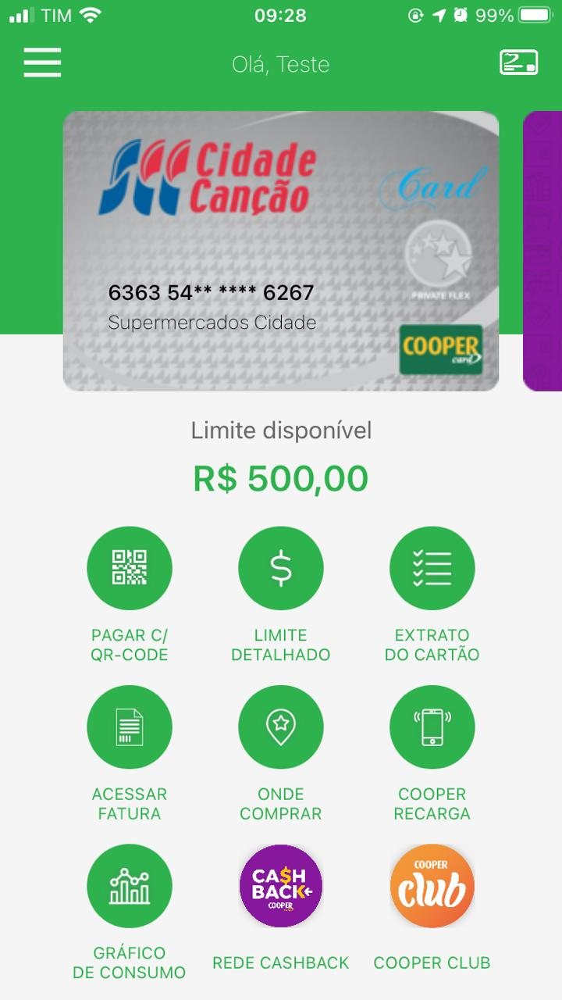 TIM 09:28 99%
Olá, Teste
Cidade
Canção
Card
PRIVATE FLEX
6363 54** **** 6267
Supermercados Cidade
COOPER
card
Limite disponível
R$ 500,00
PAGAR C/
QR-CODE
LIMITE
DETALHADO
EXTRATO
DO CARTÃO
ACESSAR
FATURA
ONDE
COMPRAR
COOPER
RECARGA
CA$H
BACK
COOPER
COOPER
club
GRÁFICO
DE CONSUMO
REDE CASHBACK
COOPER CLUB